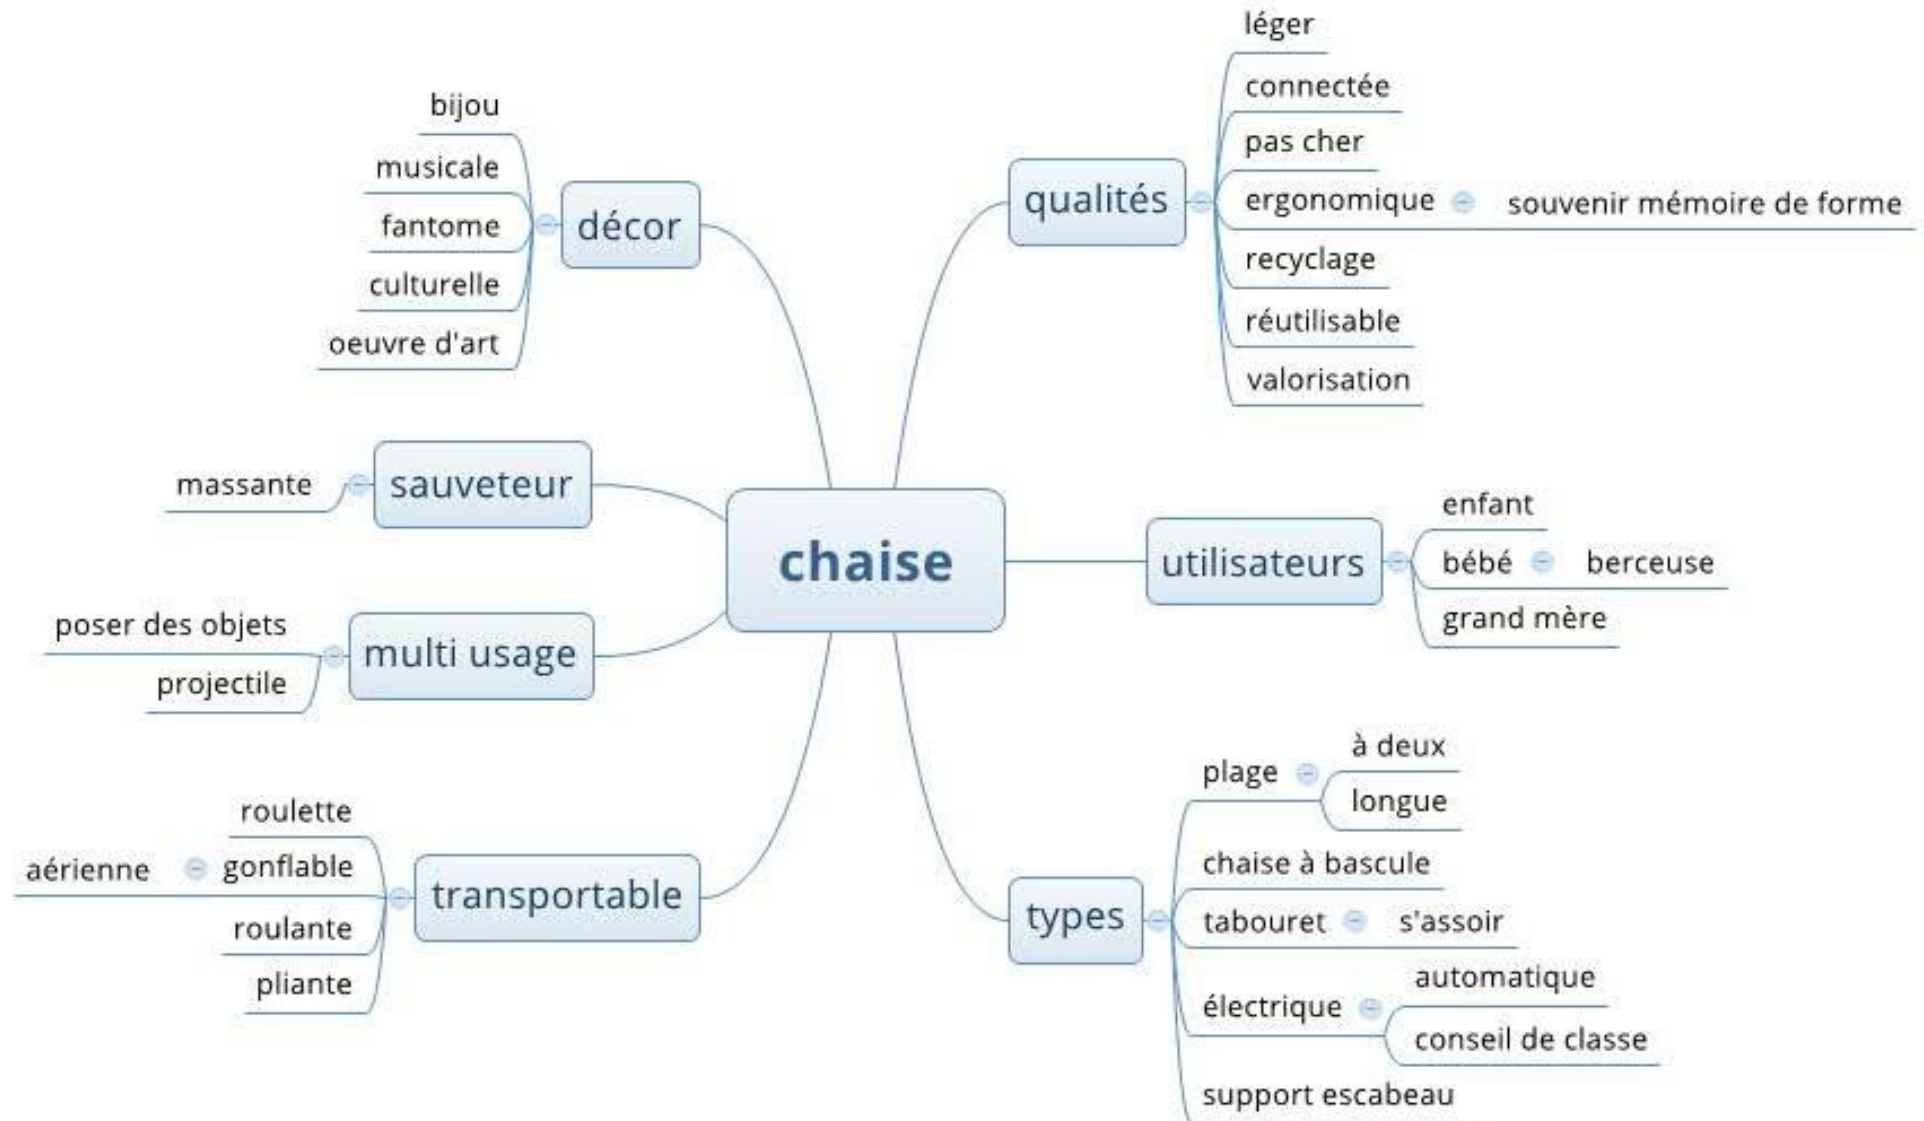 chaise
qualités
léger
connectée
pas cher
ergonomique
souvenir mémoire de forme
recyclage
réutilisable
valorisation
utilisateurs
enfant
bébé
berceuse
grand mère
types
plage
à deux
longue
chaise à bascule
tabouret
s'assoir
électrique
automatique
conseil de classe
support escabeau
décor
bijou
musicale
fantome
culturelle
oeuvre d'art
sauveteur
massante
multi usage
poser des objets
projectile
transportable
roulette
gonflable
aérienne
roulante
pliante